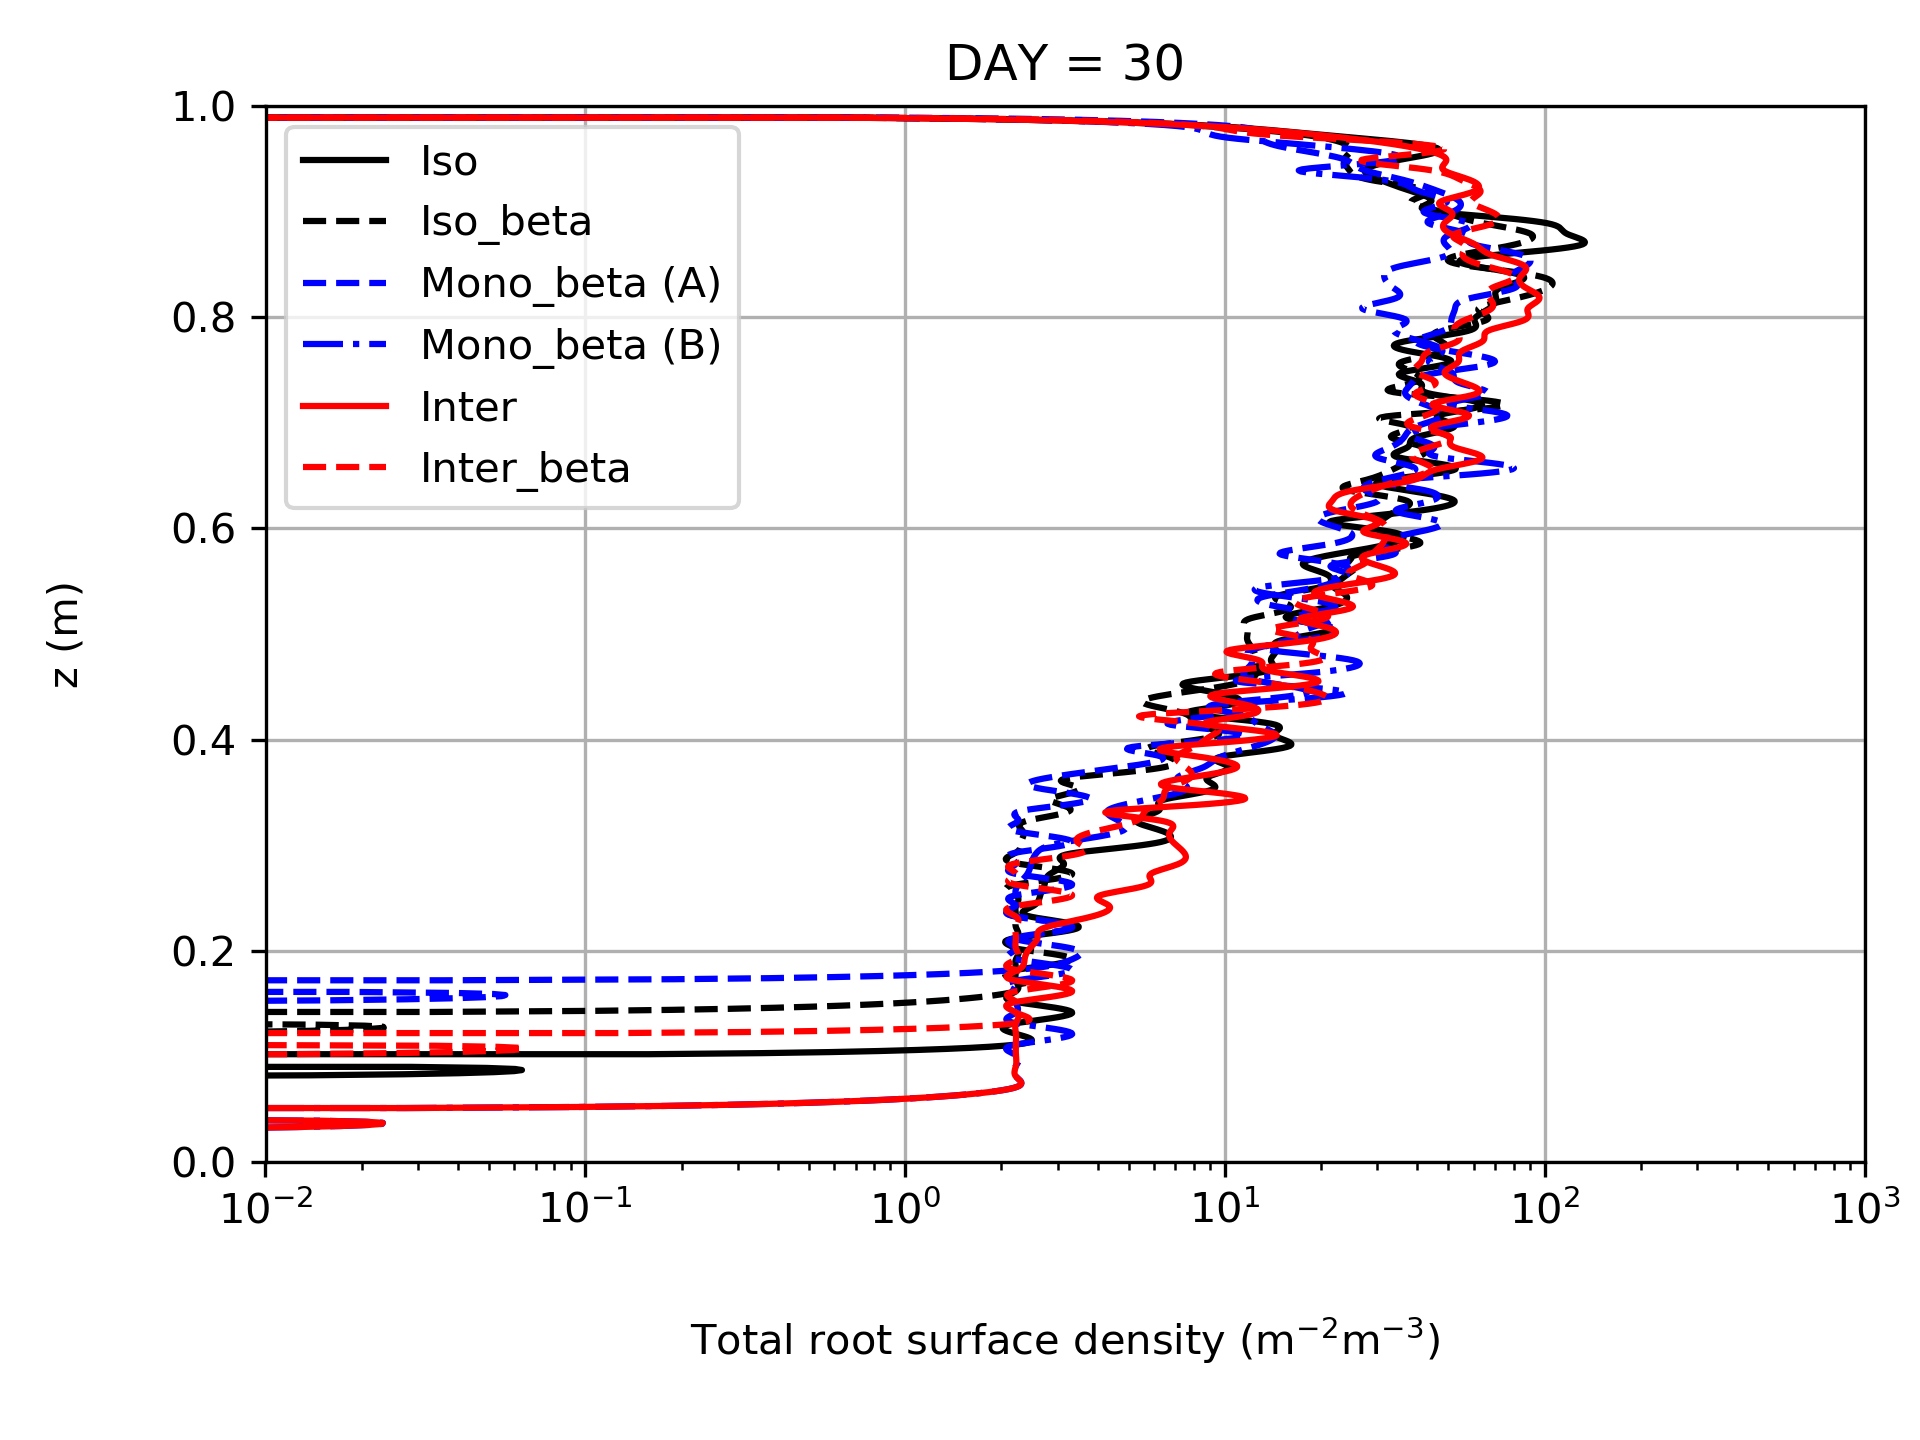 DAY = 30
1.0
0.8
0.6
0.4
0.2
0.0
z (m)
Iso
Iso_beta
Mono_beta (A)
Mono_beta (B)
Inter
Inter_beta
10⁻² 10⁻¹ 10⁰ 10¹ 10² 10³
Total root surface density (m⁻²m⁻³)